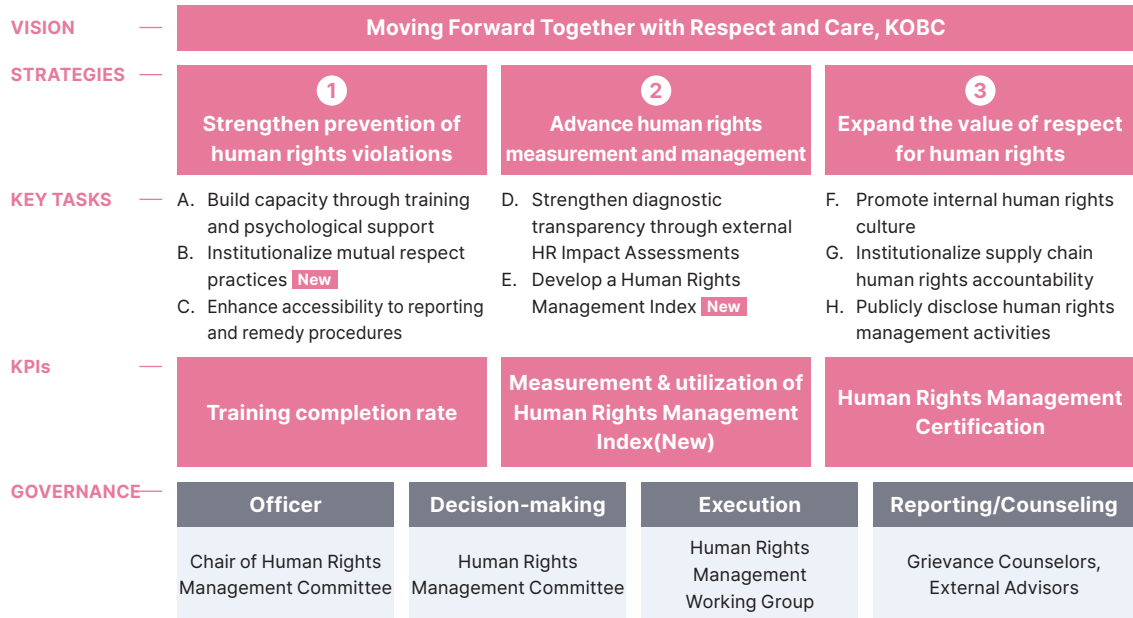 VISION
Moving Forward Together with Respect and Care, KOBC
STRATEGIES
1
Strengthen prevention of
human rights violations
2
Advance human rights
measurement and management
3
Expand the value of respect
for human rights
KEY TASKS
A. Build capacity through training
and psychological support
B. Institutionalize mutual respect
practices New
C. Enhance accessibility to reporting
and remedy procedures
D. Strengthen diagnostic
transparency through external
HR Impact Assessments
E. Develop a Human Rights
Management Index New
F. Promote internal human rights
culture
G. Institutionalize supply chain
human rights accountability
H. Publicly disclose human rights
management activities
KPIs
Training completion rate
Measurement & utilization of
Human Rights Management
Index(New)
Human Rights Management
Certification
GOVERNANCE
Officer
Chair of Human Rights
Management Committee
Decision-making
Human Rights
Management Committee
Execution
Human Rights
Management
Working Group
Reporting/Counseling
Grievance Counselors,
External Advisors